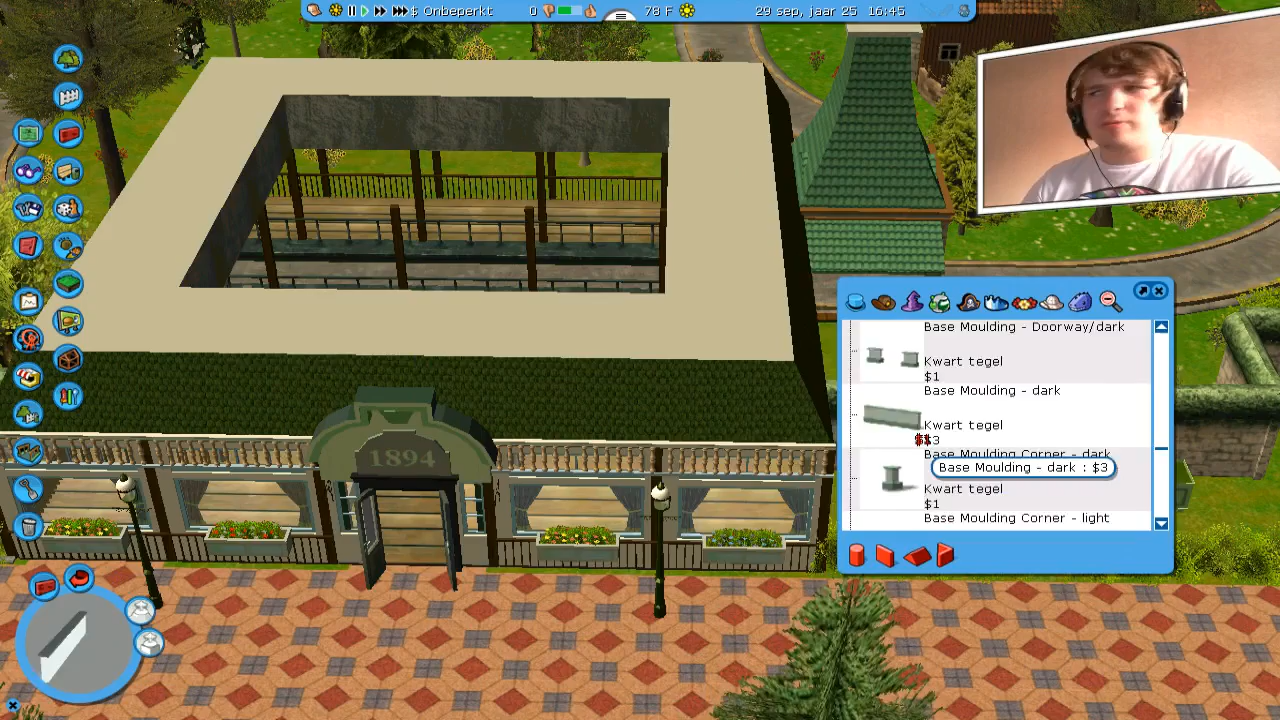 $ Onbeperkt 0 78 F 29 sep, jaar 25 16:45
1894
Base Moulding - Doorway/dark
Kwart tegel
$1
Base Moulding - dark
Kwart tegel
$3
Base Moulding Corner - dark
Base Moulding - dark : $3
Kwart tegel
$1
Base Moulding Corner - light